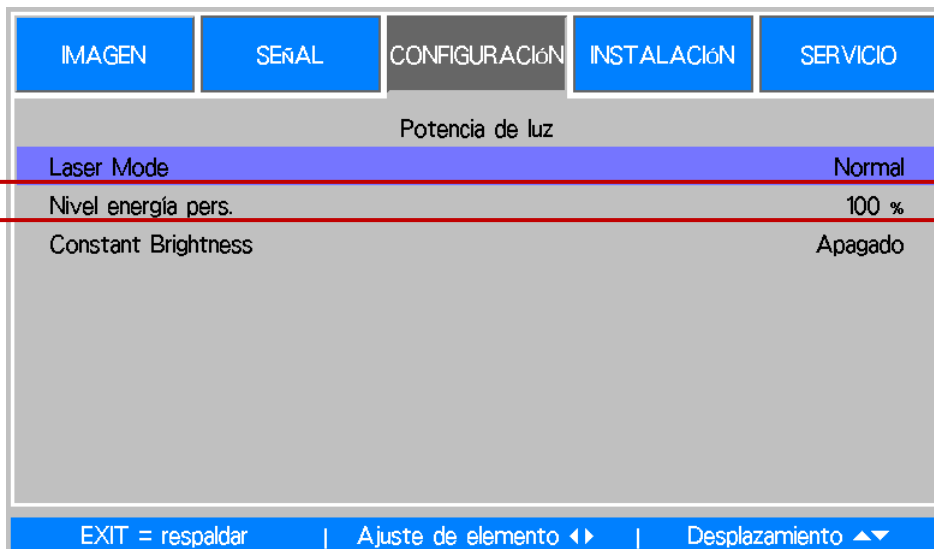 IMAGEN SEñAL CONFIGURACIóN INSTALACIóN SERVICIO
Potencia de luz
Laser Mode Normal
Nivel energía pers. 100 %
Constant Brightness Apagado
EXIT = respaldar | Ajuste de elemento ◂▸ | Desplazamiento ▴▾